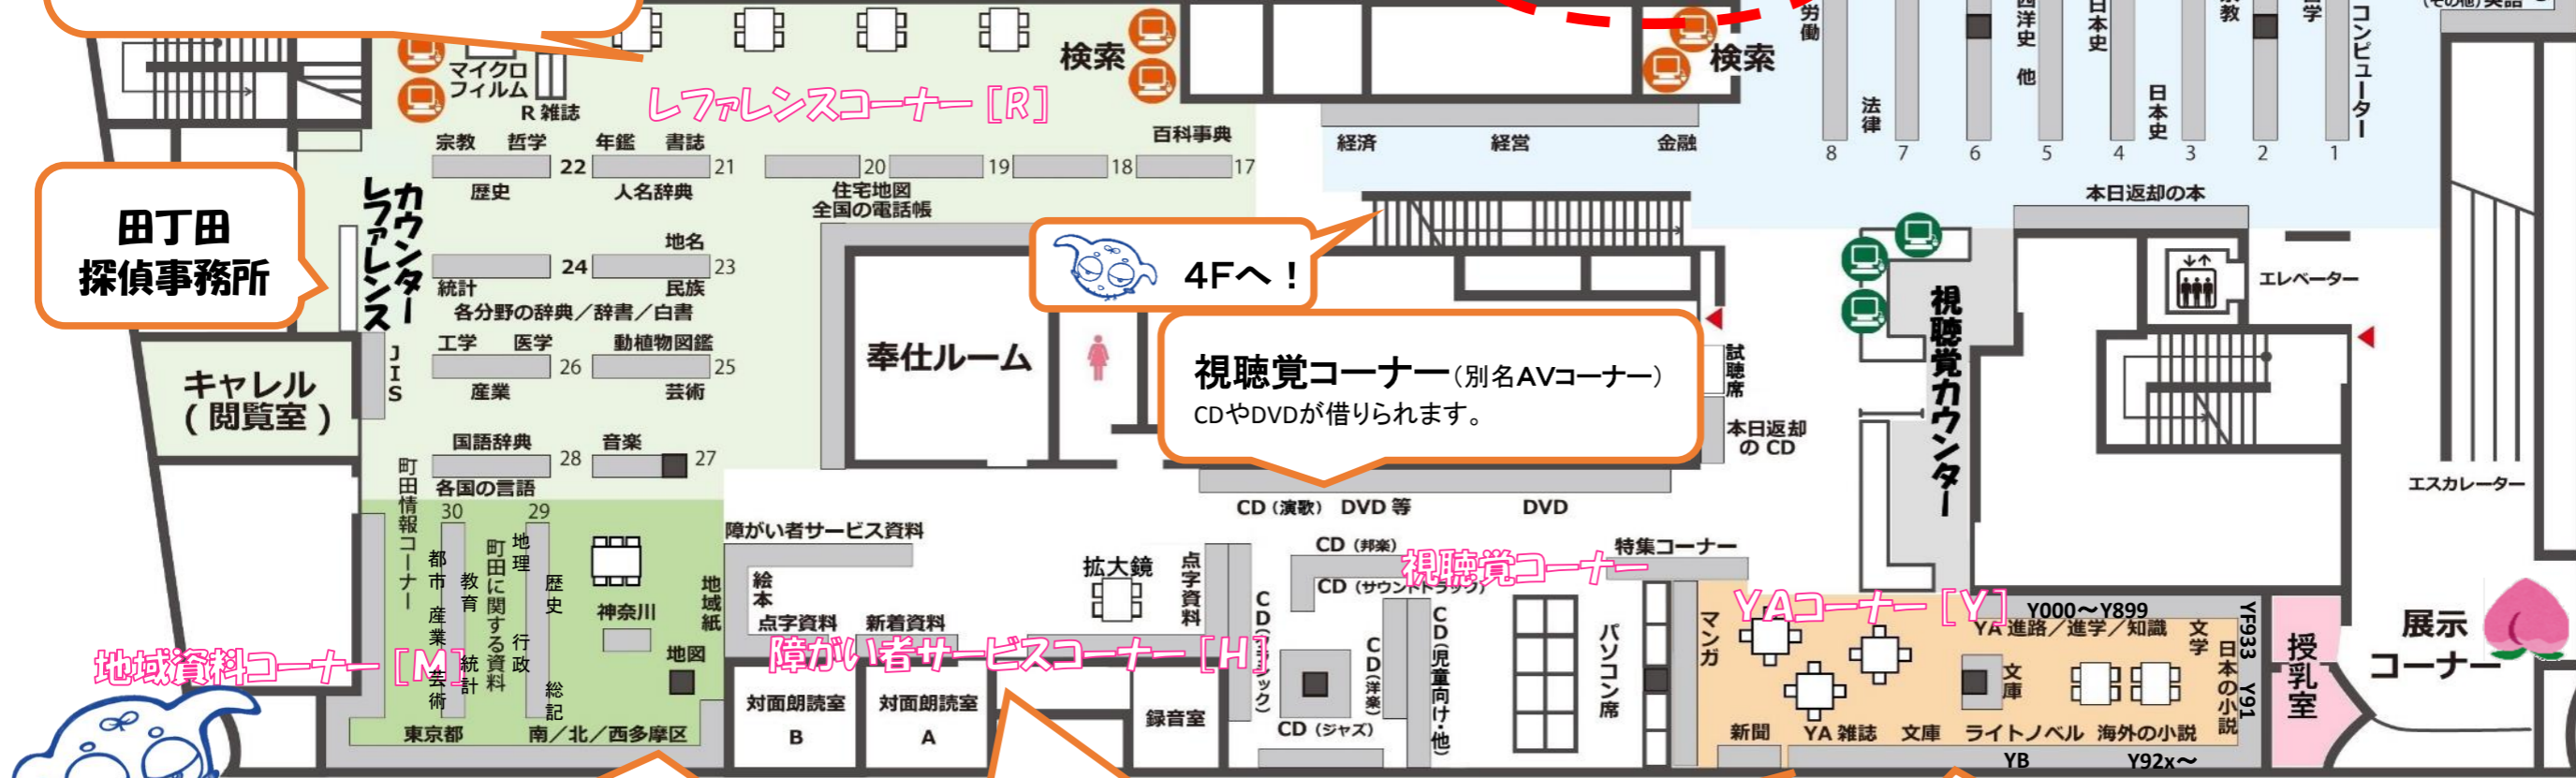 検索
検索
マイクロ
フィルム
R 雑誌
レファレンスコーナー [R]
宗教 哲学 22 年鑑 書誌 21
歴史 人名辞典
20 19 18 百科事典 17
住宅地図
全国の電話帳
経済 経営 金融
労働
8
法律
7
6
西洋史 他
5
日本史
4
日本史
3
2
コンピューター
1
本日返却の本
田丁田
探偵事務所
レファレンス
カウンター
統計 24 地名 23
民族
各分野の辞典／辞書／白書
工学 医学 26 動植物図鑑 25
産業 芸術
JIS
キャレル
( 閲覧室 )
国語辞典 28 音楽 27
各国の言語
奉仕ルーム
4Fへ！
視聴覚コーナー（別名AVコーナー）
CDやDVDが借りられます。
試聴席
本日返却
の CD
視聴覚カウンター
エレベーター
エスカレーター
町田情報コーナー
30
都市 産業 芸術
教育 統計
町田に関する資料
29
地理 行政
歴史 総記
神奈川
地域紙
地図
地域資料コーナー [M]
東京都 南／北／西多摩区
障がい者サービス資料
絵本
点字資料 新着資料
拡大鏡
点字資料
障がい者サービスコーナー [H]
対面朗読室
B
対面朗読室
A
録音室
CD（演歌） DVD 等 DVD
CD（邦楽）
視聴覚コーナー
CD（サウンドトラック）
特集コーナー
CD（洋楽）
CD（児童向け・他）
CD（ジャズ）
パソコン席
マンガ
YAコーナー [Y]
Y000～Y899
YA 進路／進学／知識
文学
日本の小説
YF933 Y91
文庫
新聞 YA 雑誌 文庫 ライトノベル 海外の小説
YB Y92x～
授乳室
展示
コーナー